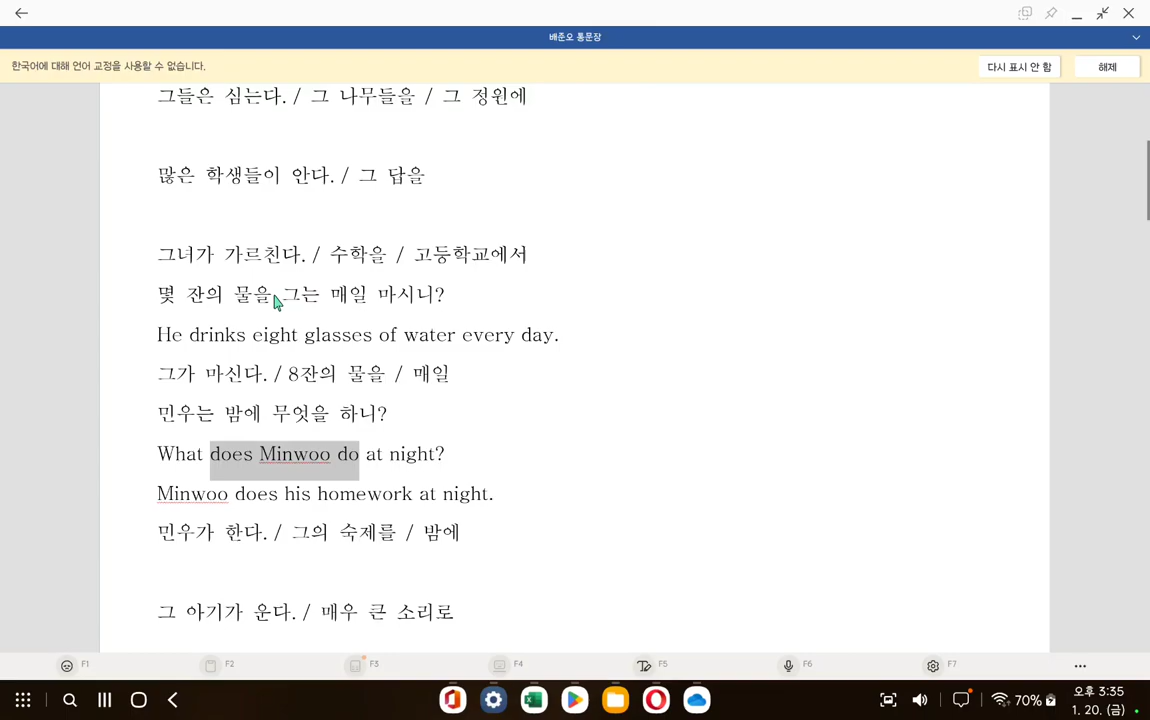 배준오 통문장
한국어에 대해 언어 교정을 사용할 수 없습니다.
다시 표시 안 함
해제
그들은 심는다. / 그 나무들을 / 그 정원에
많은 학생들이 안다. / 그 답을
그녀가 가르친다. / 수학을 / 고등학교에서
몇 잔의 물을 그는 매일 마시니?
He drinks eight glasses of water every day.
그가 마신다. / 8잔의 물을 / 매일
민우는 밤에 무엇을 하니?
What does Minwoo do at night?
Minwoo does his homework at night.
민우가 한다. / 그의 숙제를 / 밤에
그 아기가 운다. / 매우 큰 소리로
F1 F2 F3 F4 F5 F6 F7
70%
오후 3:35
1. 20. (금)